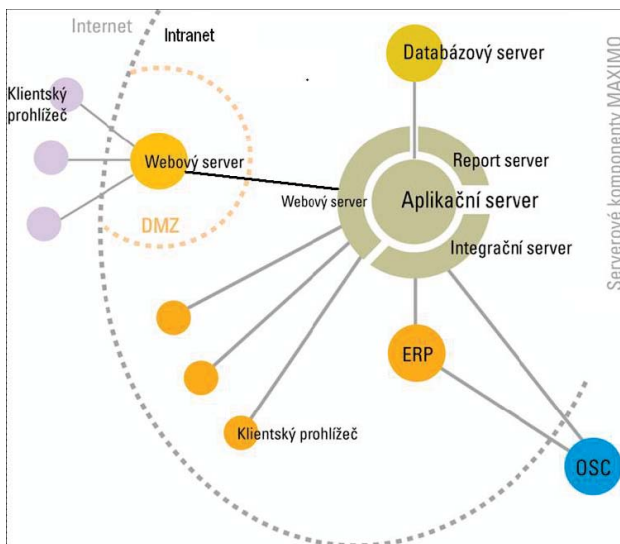 Internet
Intranet
Klientský
prohlížeč
Webový server
DMZ
Databázový server
Report server
Webový server
Aplikační server
Integrační server
ERP
Klientský prohlížeč
OSC
Serverové komponenty MAXIMO